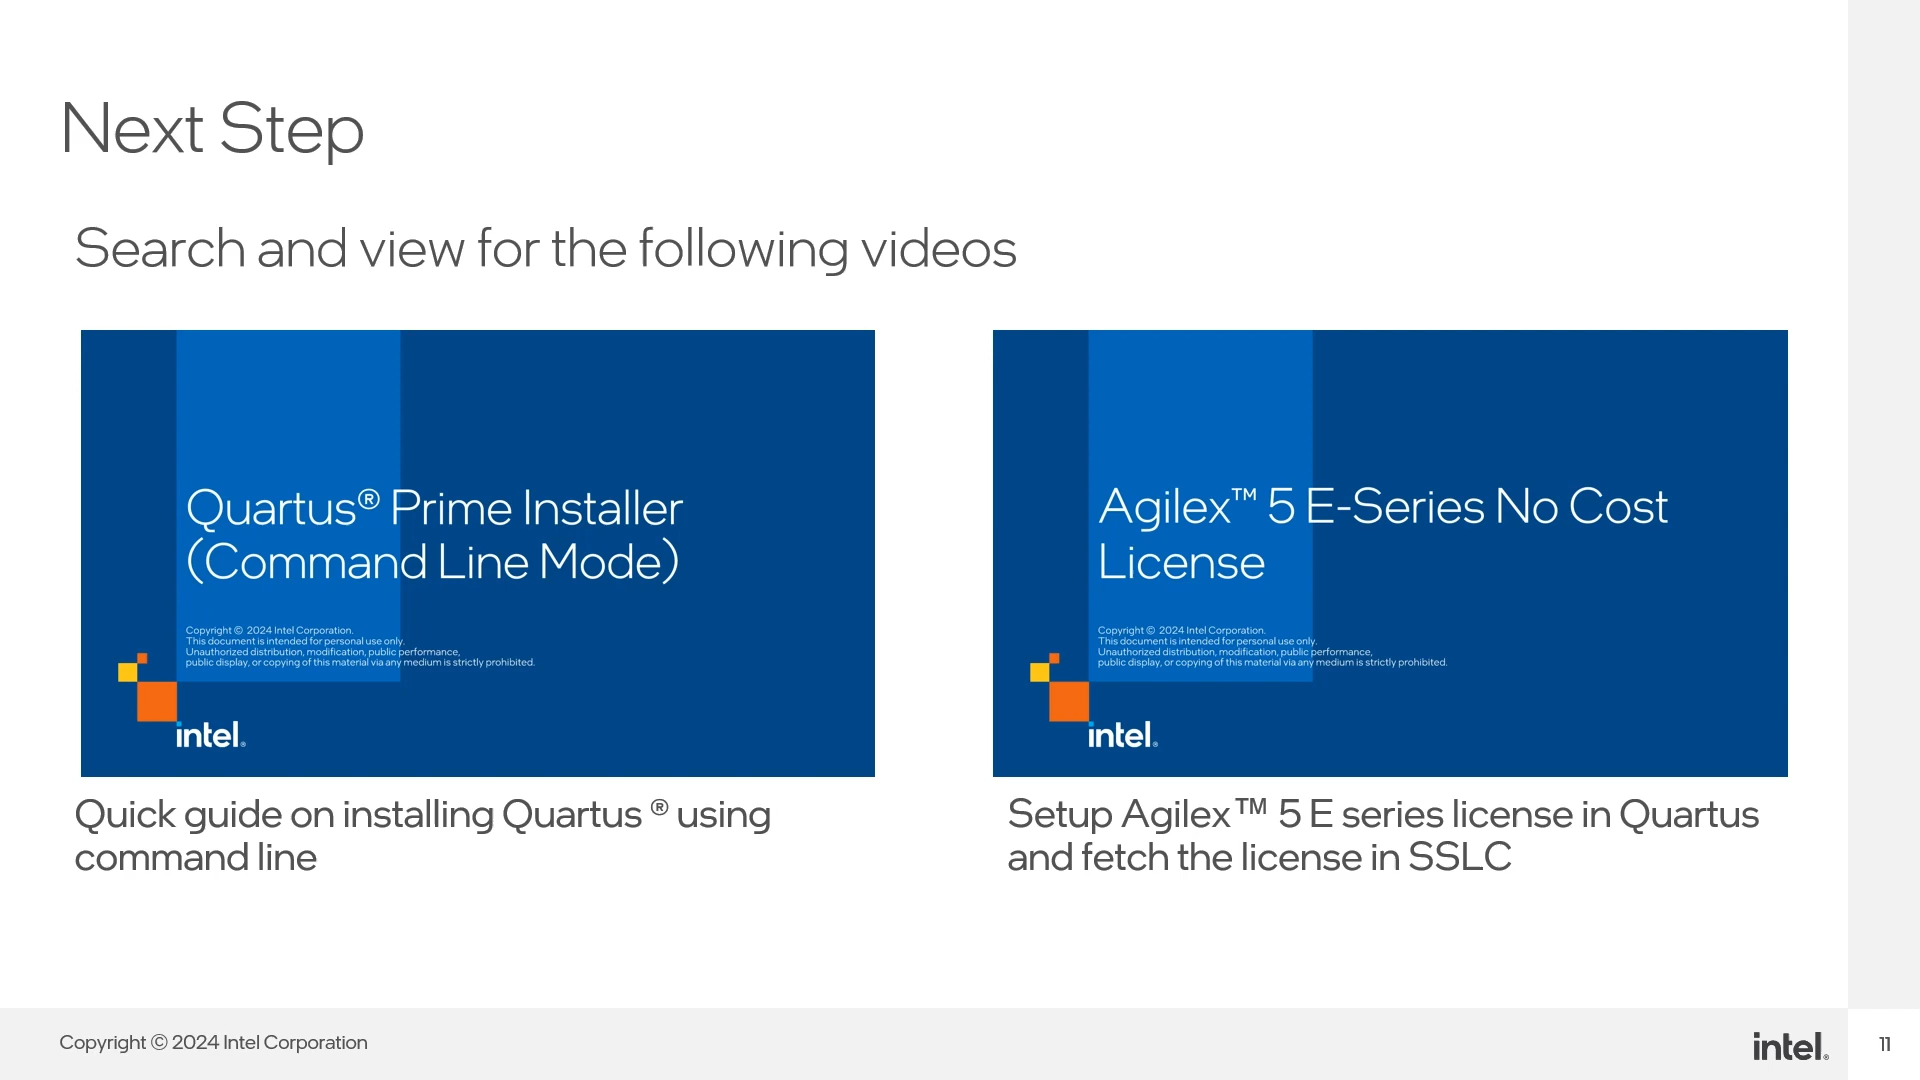 Next Step
Search and view for the following videos
Quartus® Prime Installer
(Command Line Mode)
Copyright © 2024 Intel Corporation.
This document is intended for personal use only.
Unauthorized distribution, modification, public performance,
public display, or copying of this material via any medium is strictly prohibited.
intel®
Quick guide on installing Quartus ® using
command line
Agilex™ 5 E-Series No Cost
License
Copyright © 2024 Intel Corporation.
This document is intended for personal use only.
Unauthorized distribution, modification, public performance,
public display, or copying of this material via any medium is strictly prohibited.
intel®
Setup Agilex™ 5 E series license in Quartus
and fetch the license in SSLC
Copyright © 2024 Intel Corporation
intel®
11